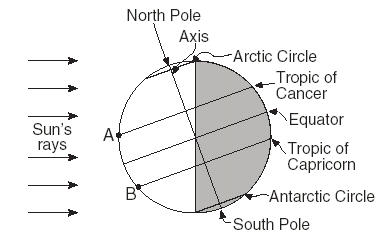 North Pole
Axis
Arctic Circle
Tropic of
Cancer
Equator
Sun's
rays
A
Tropic of
Capricorn
B
Antarctic Circle
South Pole